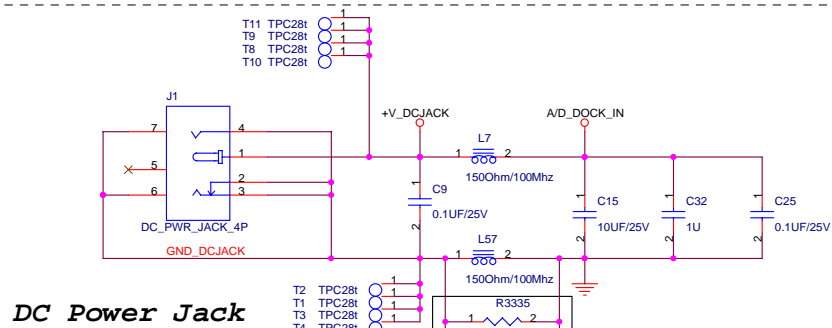 T11 TPC28t 1
T9 TPC28t 1
T8 TPC28t 1
T10 TPC28t 1
J1
+V_DCJACK
A/D_DOCK_IN
7 4
L7
1 1 2
5
150Ohm/100Mhz
6 2
3
1 C9 2
0.1UF/25V
1 C15 2
10UF/25V
1 C32 2
1U
1 C25 2
0.1UF/25V
DC_PWR_JACK_4P
GND_DCJACK
L57
1 2
150Ohm/100Mhz
T2 TPC28t 1
T1 TPC28t 1
T3 TPC28t 1
T4 TPC28t 1
R3335
1 2
DC Power Jack